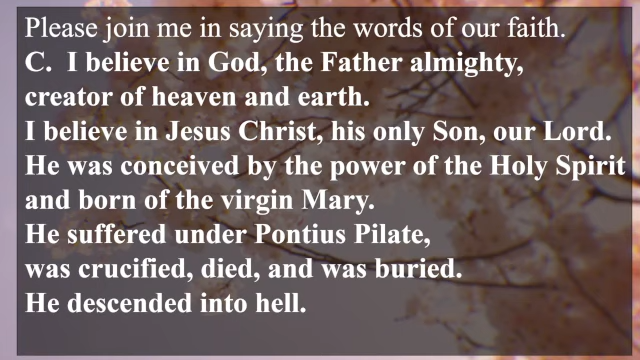 Please join me in saying the words of our faith.
C.  I believe in God, the Father almighty,
creator of heaven and earth.
I believe in Jesus Christ, his only Son, our Lord.
He was conceived by the power of the Holy Spirit
and born of the virgin Mary.
He suffered under Pontius Pilate,
was crucified, died, and was buried.
He descended into hell.